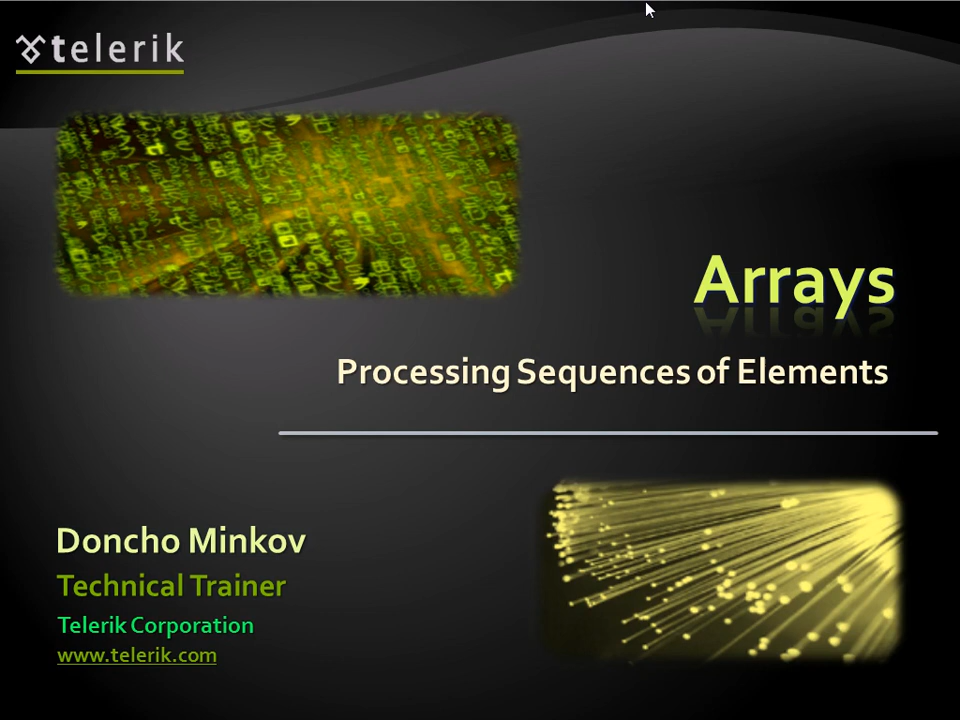 telerik
Arrays
Processing Sequences of Elements
Doncho Minkov
Technical Trainer
Telerik Corporation
www.telerik.com